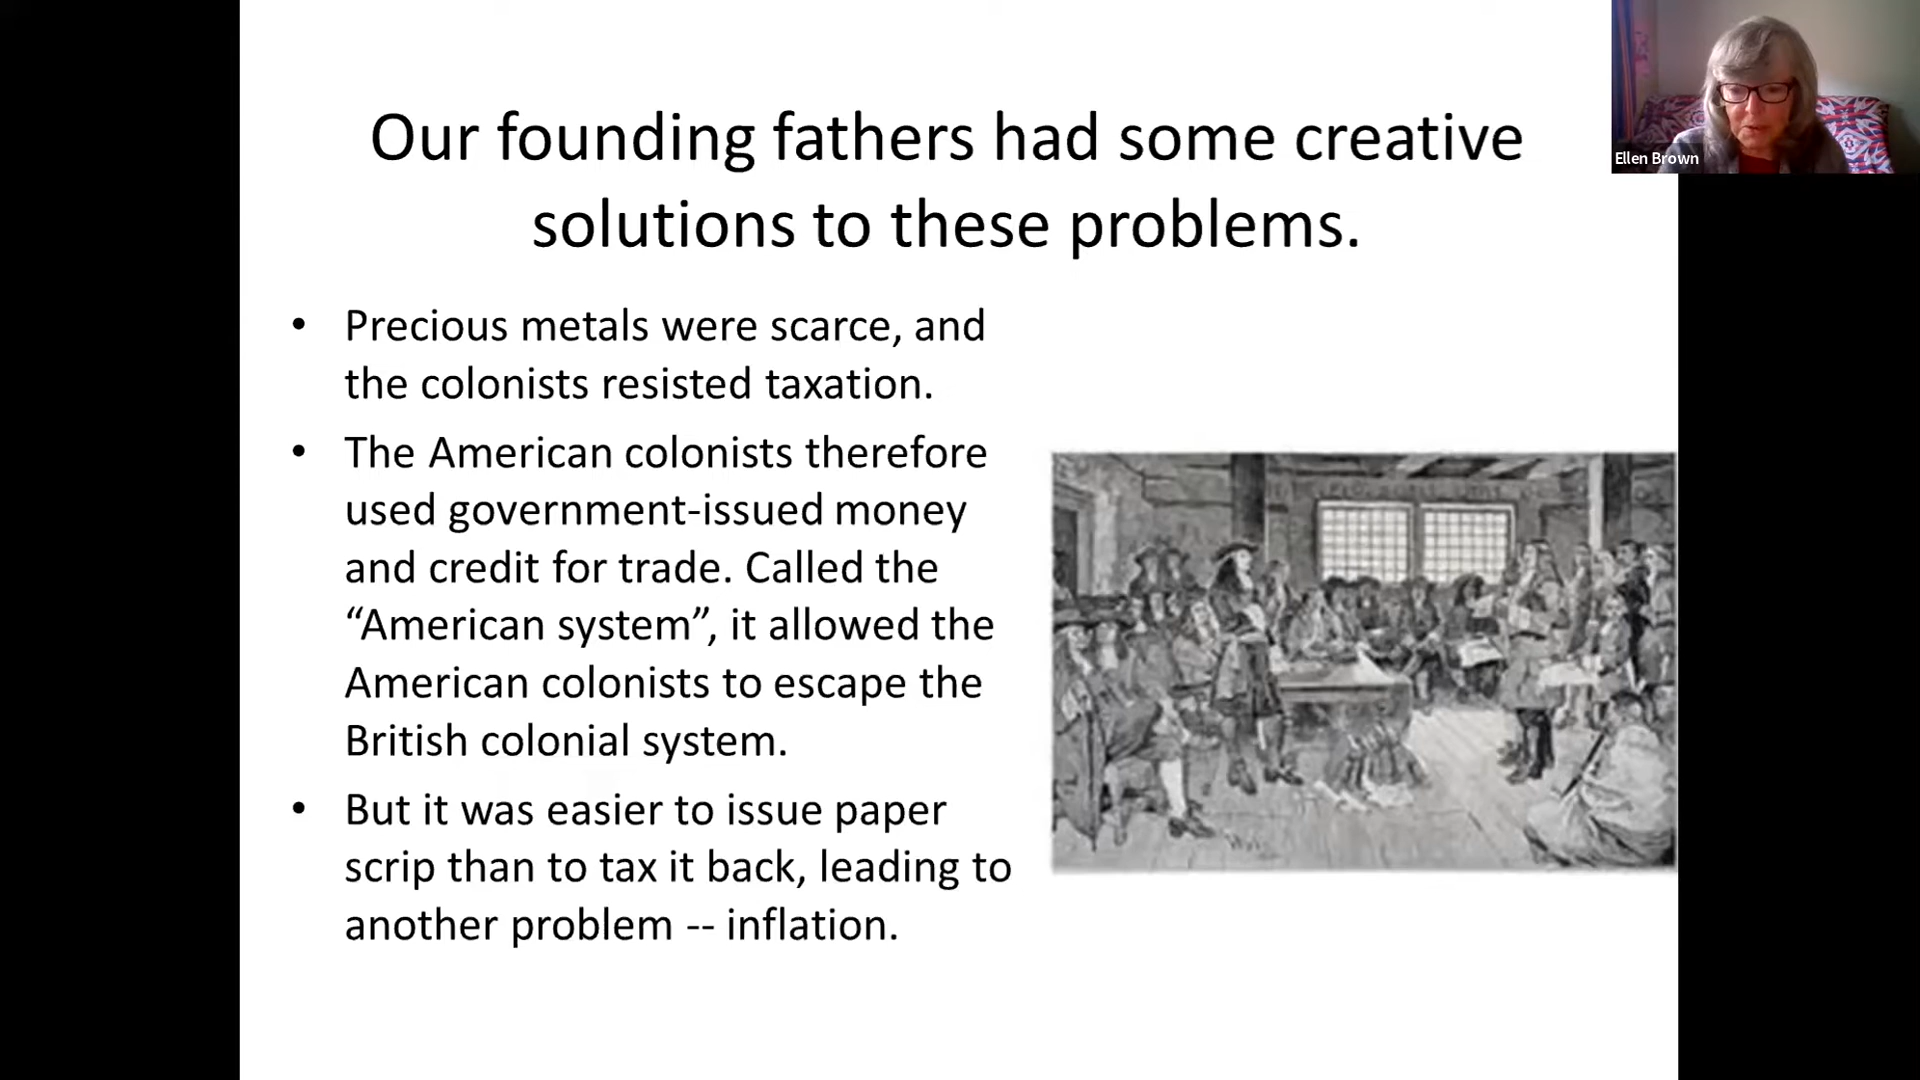 Our founding fathers had some creative
solutions to these problems.
• Precious metals were scarce, and
the colonists resisted taxation.
• The American colonists therefore
used government-issued money
and credit for trade. Called the
“American system”, it allowed the
American colonists to escape the
British colonial system.
• But it was easier to issue paper
scrip than to tax it back, leading to
another problem -- inflation.
Ellen Brown